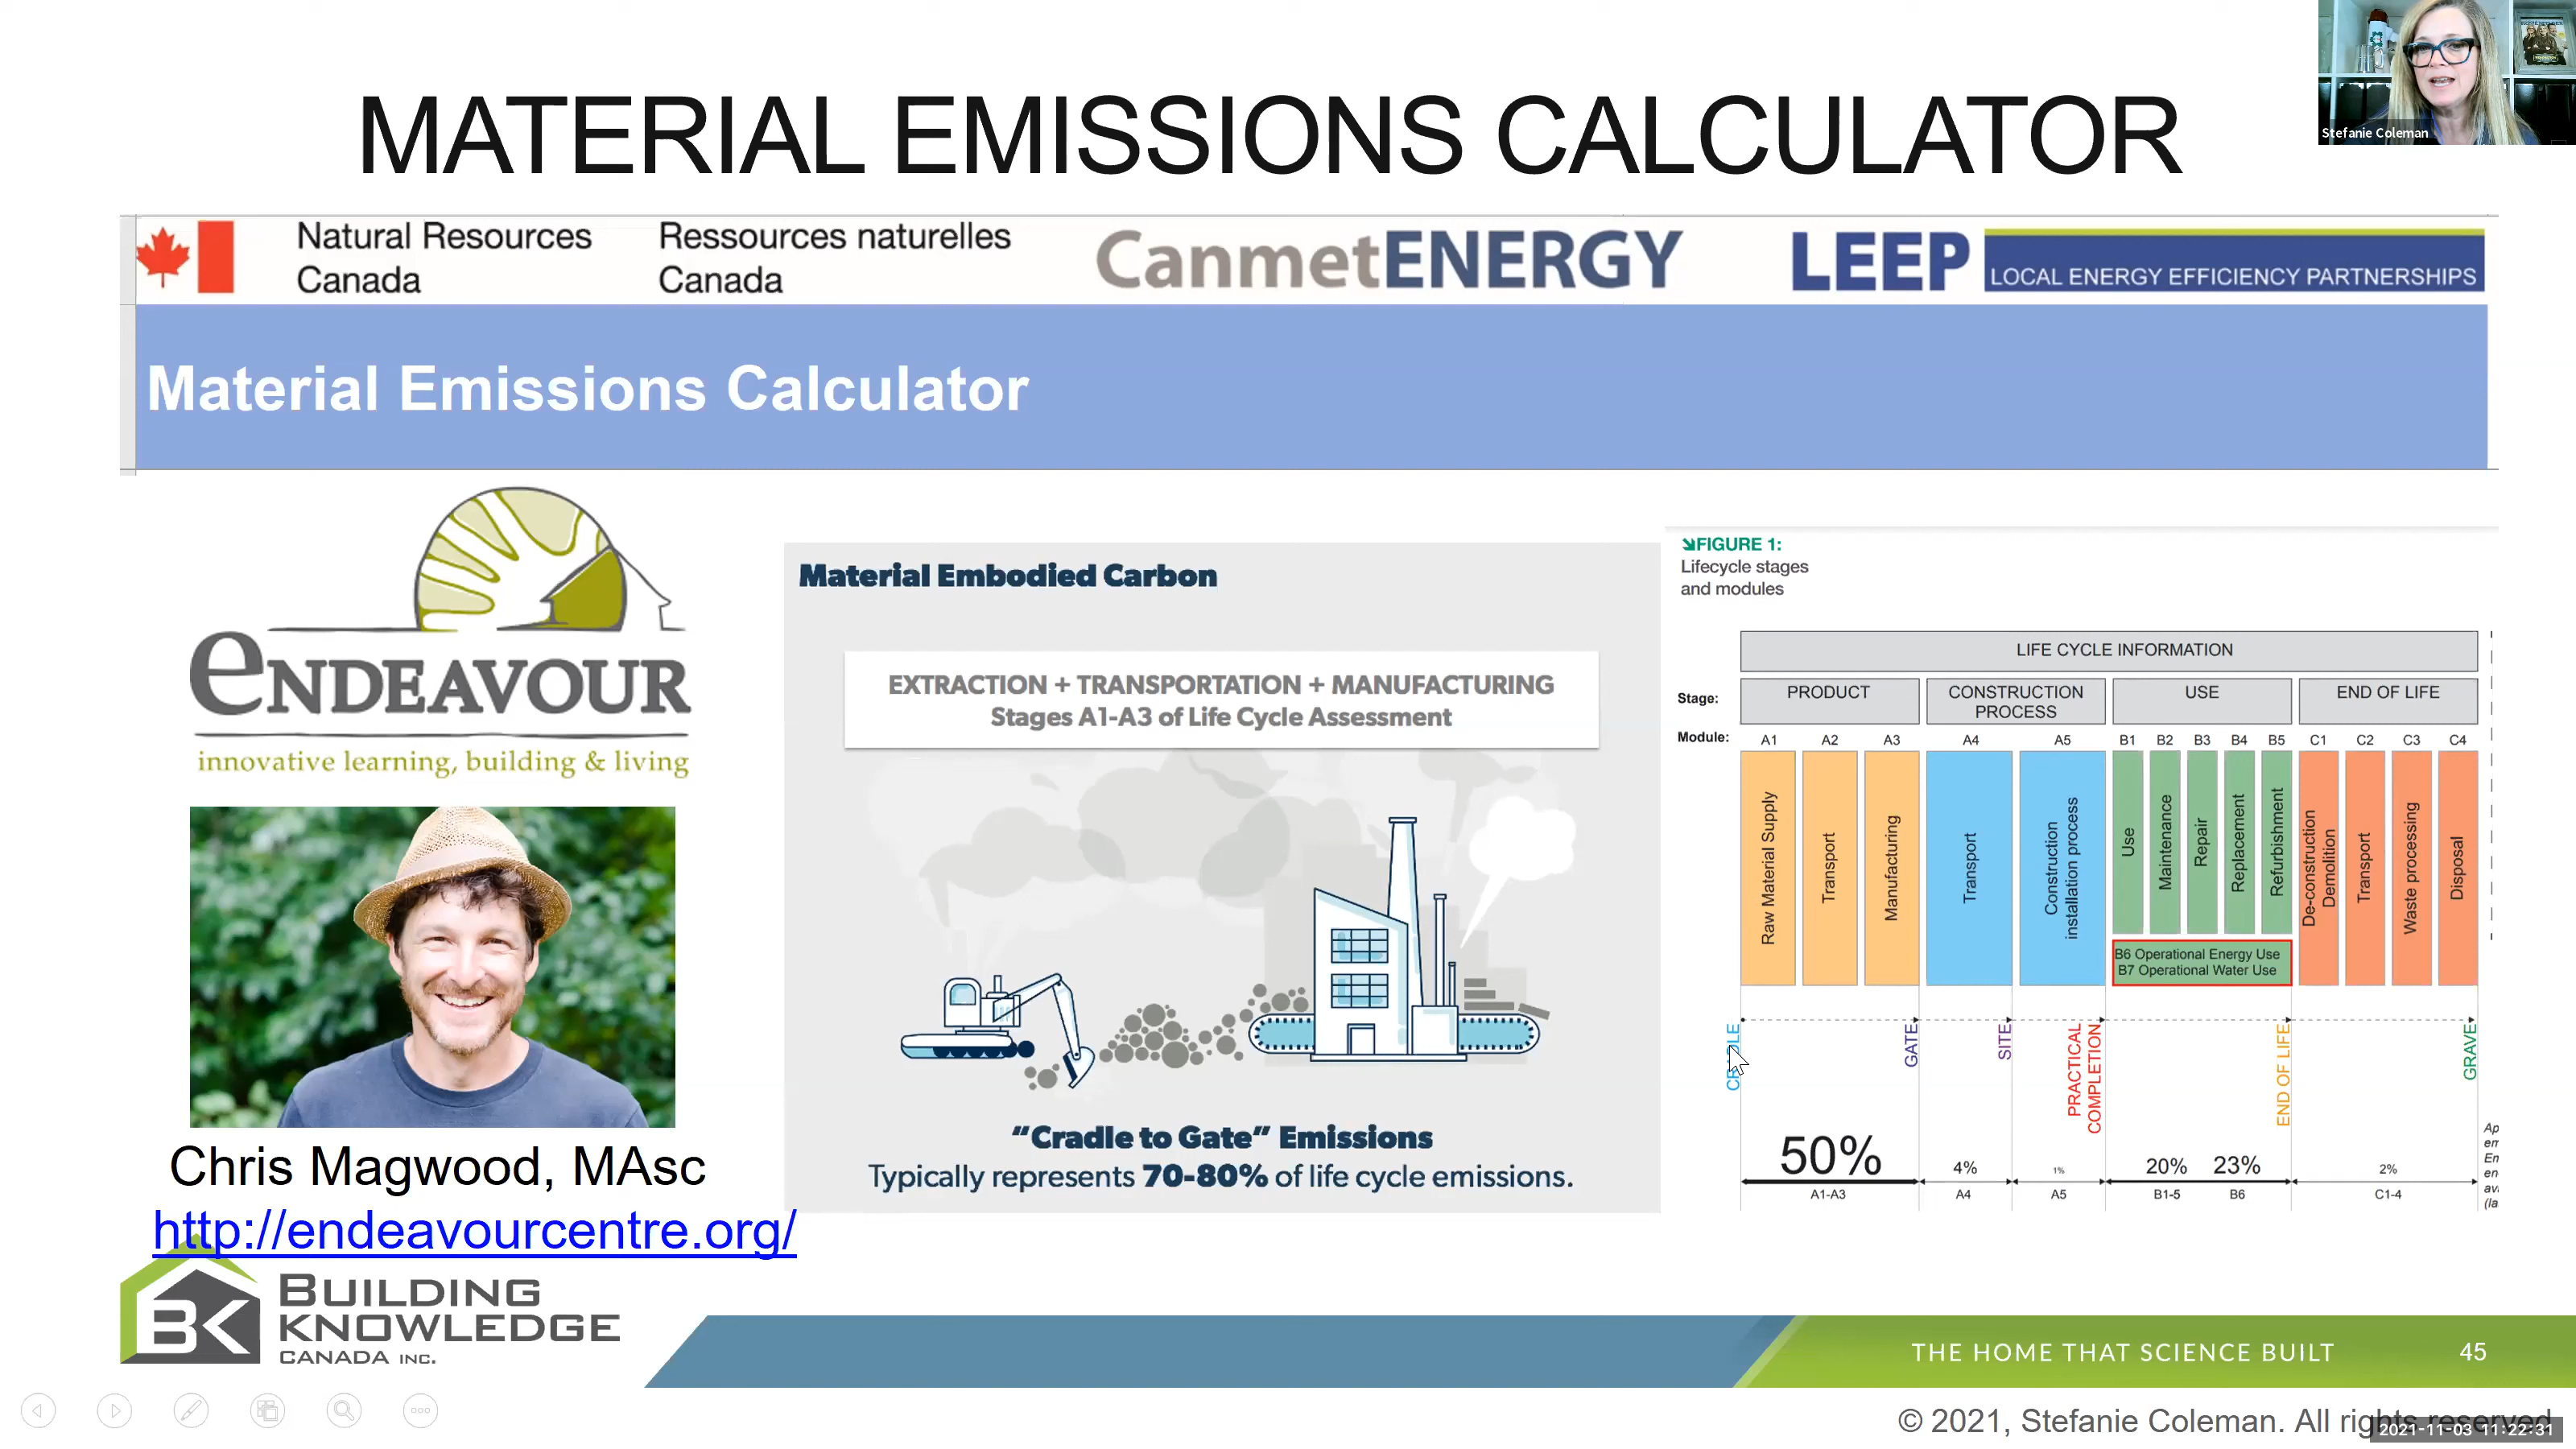 Stefanie Coleman
MATERIAL EMISSIONS CALCULATOR
Natural Resources
Canada
Ressources naturelles
Canada
CanmetENERGY
LEEP
LOCAL ENERGY EFFICIENCY PARTNERSHIPS
Material Emissions Calculator
eNDEAVOUR
innovative learning, building & living
Chris Magwood, MAsc
http://endeavourcentre.org/
Material Embodied Carbon
EXTRACTION + TRANSPORTATION + MANUFACTURING
Stages A1-A3 of Life Cycle Assessment
"Cradle to Gate" Emissions
Typically represents 70-80% of life cycle emissions.
FIGURE 1:
Lifecycle stages
and modules
LIFE CYCLE INFORMATION
Stage:
PRODUCT
CONSTRUCTION
PROCESS
USE
END OF LIFE
Module:
A1
A2
A3
A4
A5
B1
B2
B3
B4
B5
C1
C2
C3
C4
Raw Material Supply
Transport
Manufacturing
Transport
Construction
installation process
Use
Maintenance
Repair
Replacement
Refurbishment
De-construction
Demolition
Transport
Waste processing
Disposal
B6 Operational Energy Use
B7 Operational Water Use
CRADLE
GATE
SITE
PRACTICAL
COMPLETION
END OF LIFE
GRAVE
50%
4%
1%
20%
23%
2%
A1-A3
A4
A5
B1-5
B6
C1-4
Ap
em
En
en
av
(la
BK
BUILDING
KNOWLEDGE
CANADA INC.
THE HOME THAT SCIENCE BUILT
45
© 2021, Stefanie Coleman. All rights reserved
2021-11-03 11:22:31